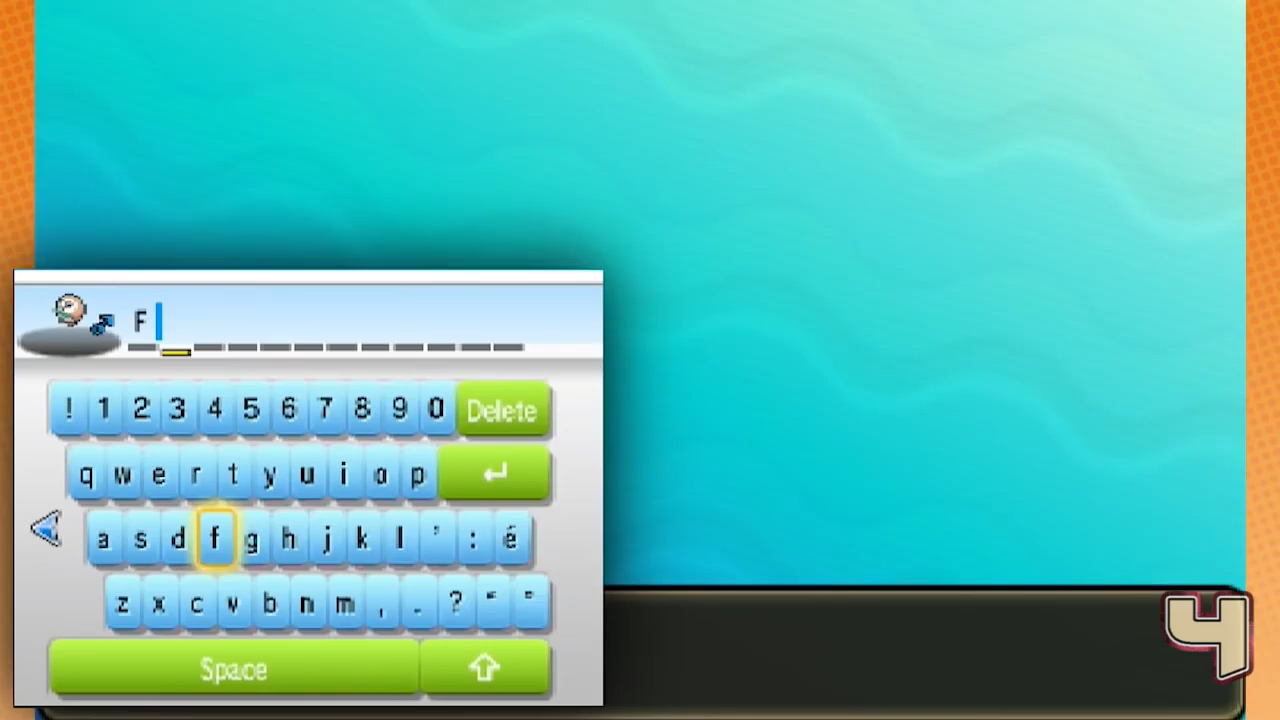 F
! 1 2 3 4 5 6 7 8 9 0 Delete
q w e r t y u i o p
a s d f g h j k l ' : é
z x c v b n m , . ? “ ”
Space
4